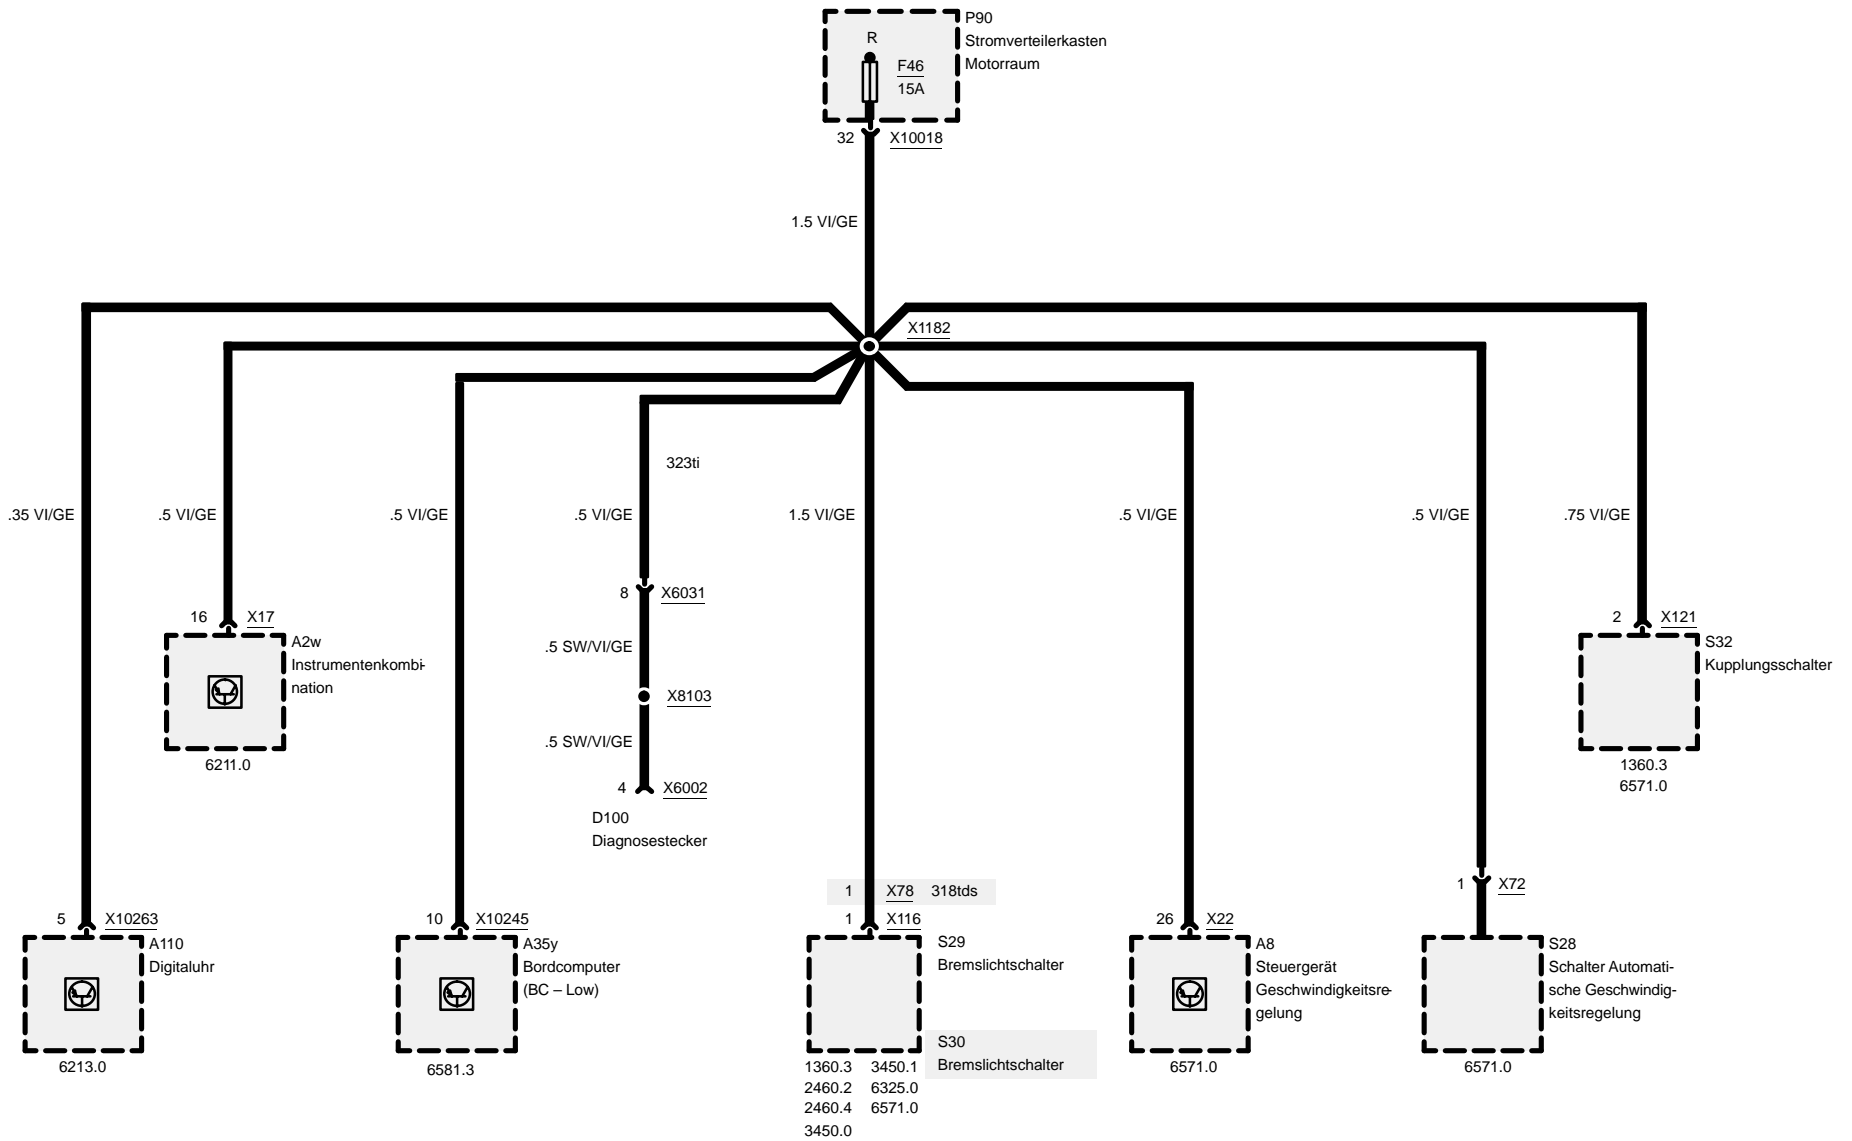 P90
Stromverteilerkasten
Motorraum
R
F46
15A
32 X10018
1.5 VI/GE
X1182
323ti
.35 VI/GE
.5 VI/GE
.5 VI/GE
.5 VI/GE
1.5 VI/GE
.5 VI/GE
.5 VI/GE
.75 VI/GE
8 X6031
16 X17
2 X121
A2w
Instrumentenkombi-
nation
6211.0
.5 SW/VI/GE
X8103
.5 SW/VI/GE
4 X6002
D100
Diagnosestecker
S32
Kupplungsschalter
1360.3
6571.0
1 X78 318tds
1 X72
5 X10263
A110
Digitaluhr
6213.0
10 X10245
A35y
Bordcomputer
(BC – Low)
6581.3
1 X116
S29
Bremslichtschalter
S30
Bremslichtschalter
1360.3 3450.1
2460.2 6325.0
2460.4 6571.0
3450.0
26 X22
A8
Steuergerät
Geschwindigkeitsre-
gelung
6571.0
S28
Schalter Automati-
sche Geschwindig-
keitsregelung
6571.0